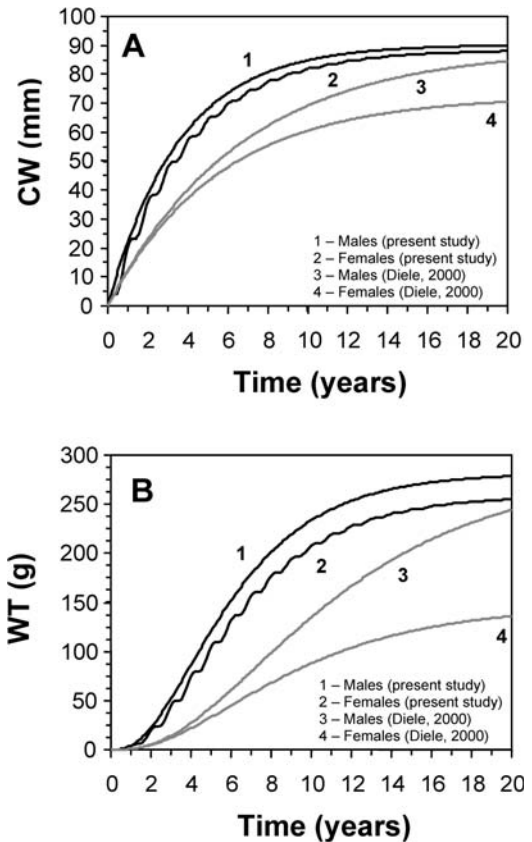 A
CW (mm)
100
90
80
70
60
50
40
30
20
10
0
1
2
3
4
1 – Males (present study)
2 – Females (present study)
3 – Males (Diele, 2000)
4 – Females (Diele, 2000)
0 2 4 6 8 10 12 14 16 18 20
Time (years)
B
WT (g)
300
250
200
150
100
50
0
1
2
3
4
1 – Males (present study)
2 – Females (present study)
3 – Males (Diele, 2000)
4 – Females (Diele, 2000)
0 2 4 6 8 10 12 14 16 18 20
Time (years)